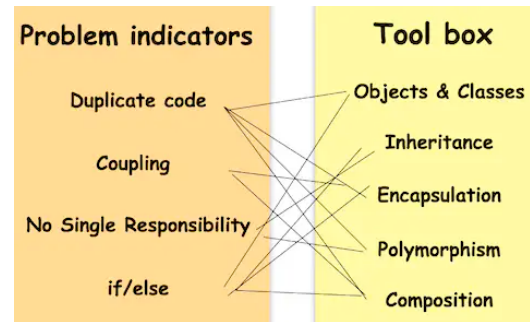 Problem indicators
Duplicate code
Coupling
No Single Responsibility
if/else
Tool box
Objects & Classes
Inheritance
Encapsulation
Polymorphism
Composition